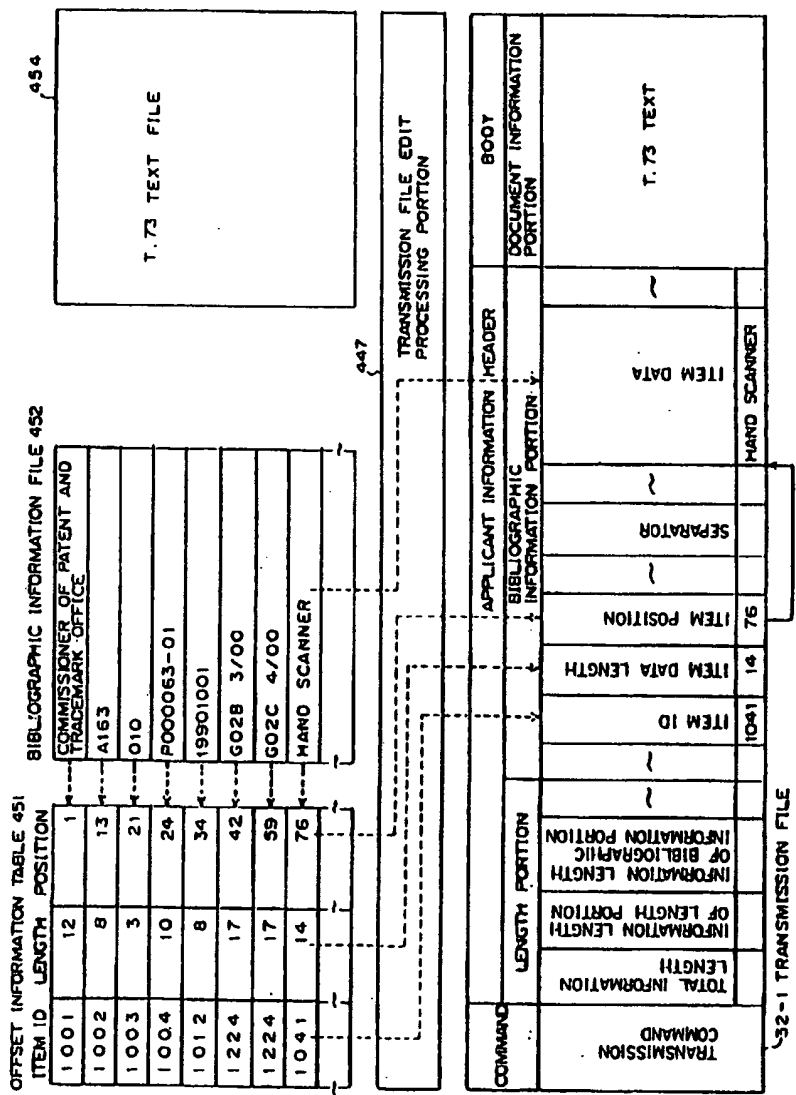 OFFSET INFORMATION TABLE 451
ITEM ID LENGTH POSITION
1001 12 1
1002 8 13
1003 3 21
1004 10 24
1012 8 34
1224 17 42
1224 17 59
1041 14 76
BIBLIOGRAPHIC INFORMATION FILE 452
COMMISSIONER OF PATENT AND
TRADEMARK OFFICE
A163
010
P000063-01
19901001
G02B 3/00
G02C 4/00
HAND SCANNER
454
T.73 TEXT FILE
447
TRANSMISSION FILE EDIT
PROCESSING PORTION
COMMAND
APPLICANT INFORMATION HEADER
BODY
LENGTH PORTION
BIBLIOGRAPHIC
INFORMATION PORTION
DOCUMENT INFORMATION
PORTION
TRANSMISSION
COMMAND
TOTAL INFORMATION
LENGTH
INFORMATION LENGTH
OF LENGTH PORTION
INFORMATION LENGTH
OF BIBLIOGRAPHIC
INFORMATION PORTION
~
~
ITEM ID
ITEM DATA LENGTH
ITEM POSITION
~
SEPARATOR
~
ITEM DATA
~
T.73 TEXT
1041 14 76 HAND SCANNER
32-1 TRANSMISSION FILE